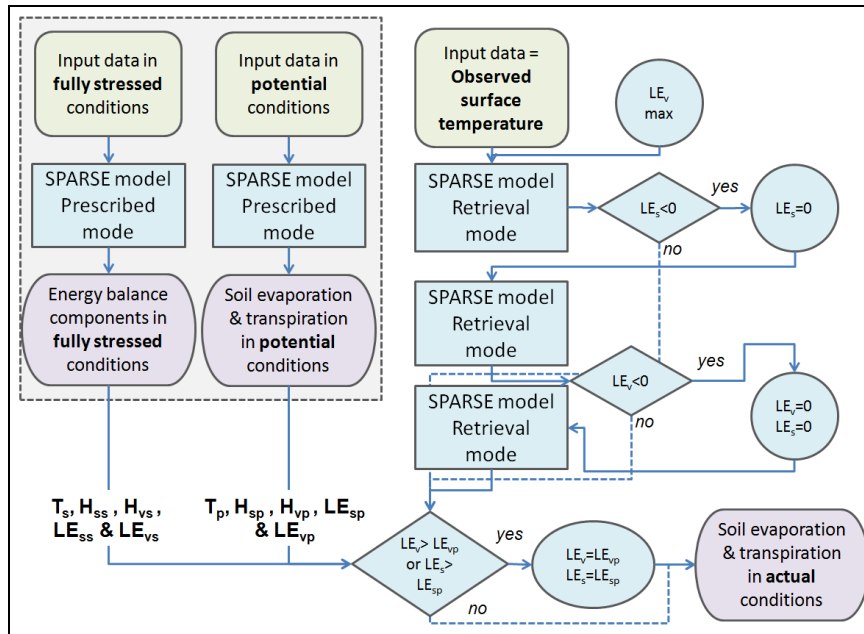 Input data in
fully stressed
conditions
Input data in
potential
conditions
Input data =
Observed
surface
temperature
LEv
max
SPARSE model
Prescribed
mode
SPARSE model
Prescribed
mode
SPARSE model
Retrieval
mode
LEs<0
yes
LEs=0
no
Energy balance
components in
fully stressed
conditions
Soil evaporation
& transpiration
in potential
conditions
SPARSE model
Retrieval
mode
LEv<0
yes
LEv=0
LEs=0
no
SPARSE model
Retrieval
mode
Ts, Hss , Hvs ,
LEss & LEvs
Tp, Hsp , Hvp , LEsp
& LEvp
LEv> LEvp
or LEs>
LEsp
yes
LEv=LEvp
LEs=LEsp
no
Soil evaporation
& transpiration
in actual
conditions